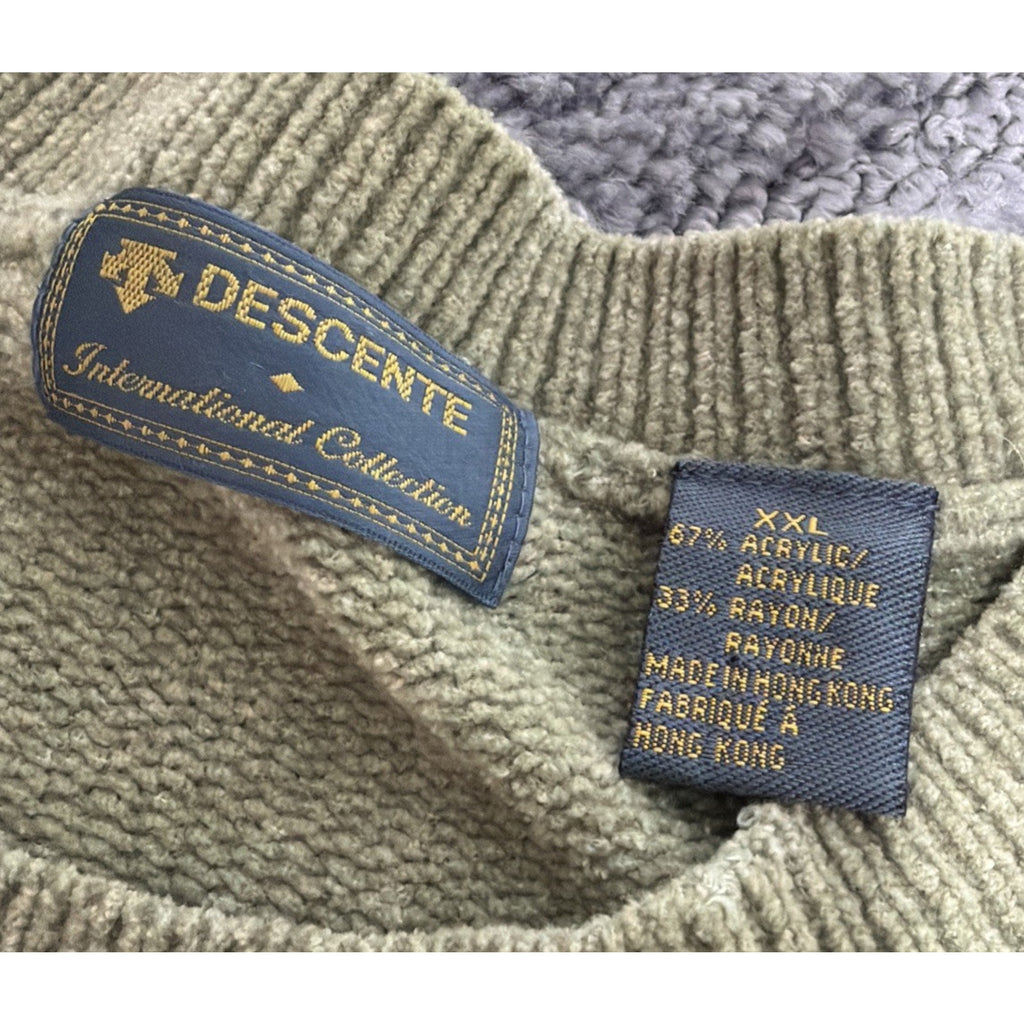 DESCENTE
International Collection
XXL
67% ACRYLIC/
ACRYLIQUE
33% RAYON/
RAYONNE
MADE IN HONG KONG
FABRIQUÉ À
HONG KONG